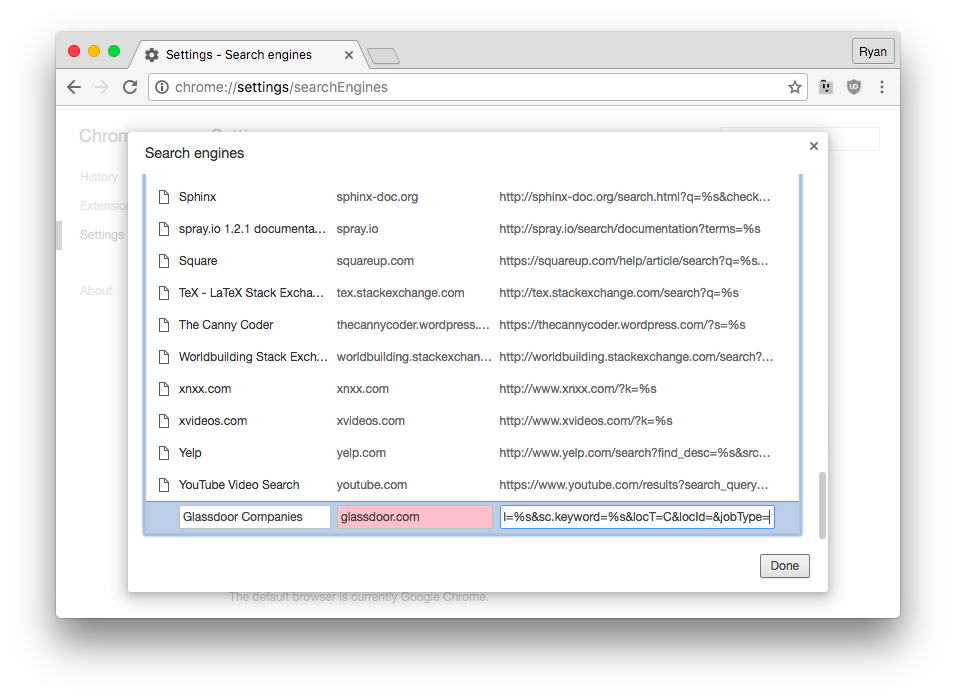 Settings - Search engines
Ryan
chrome://settings/searchEngines
Chrom
Search engines
History
Extension
Settings
About
Sphinx sphinx-doc.org http://sphinx-doc.org/search.html?q=%s&check...
spray.io 1.2.1 documenta... spray.io http://spray.io/search/documentation?terms=%s
Square squareup.com https://squareup.com/help/article/search?q=%s...
TeX - LaTeX Stack Excha... tex.stackexchange.com http://tex.stackexchange.com/search?q=%s
The Canny Coder thecannycoder.wordpress.... https://thecannycoder.wordpress.com/?s=%s
Worldbuilding Stack Exch... worldbuilding.stackexchan... http://worldbuilding.stackexchange.com/search?...
xnxx.com xnxx.com http://www.xnxx.com/?k=%s
xvideos.com xvideos.com http://www.xvideos.com/?k=%s
Yelp yelp.com http://www.yelp.com/search?find_desc=%s&src...
YouTube Video Search youtube.com https://www.youtube.com/results?search_query...
Glassdoor Companies glassdoor.com l=%s&sc.keyword=%s&locT=C&locId=&jobType=
Done
The default browser is currently Google Chrome.